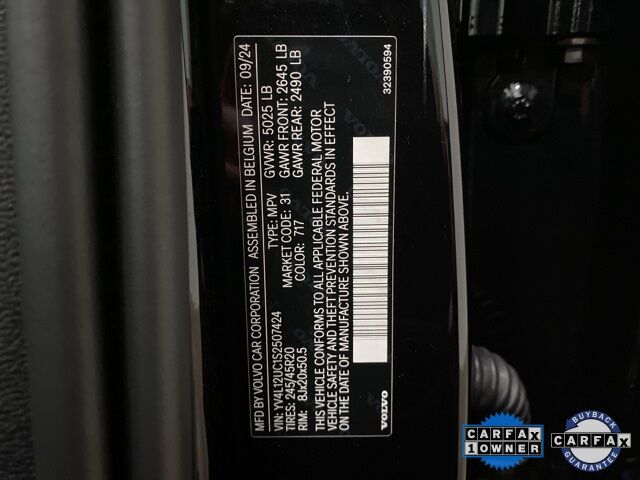 MFD BY VOLVO CAR CORPORATION ASSEMBLED IN BELGIUM DATE: 09/24
VIN: YV4L12UC1S2507424 TYPE: MPV GVWR: 5025 LB
TIRES: 245/45R20 MARKET CODE: 31 GAWR FRONT: 2645 LB
RIM: 8Jx20x50.5 COLOR: 717 GAWR REAR: 2490 LB
THIS VEHICLE CONFORMS TO ALL APPLICABLE FEDERAL MOTOR
VEHICLE SAFETY AND THEFT PREVENTION STANDARDS IN EFFECT
ON THE DATE OF MANUFACTURE SHOWN ABOVE.
VOLVO
32390594
CARFAX
1 OWNER
BUYBACK
CARFAX
GUARANTEE